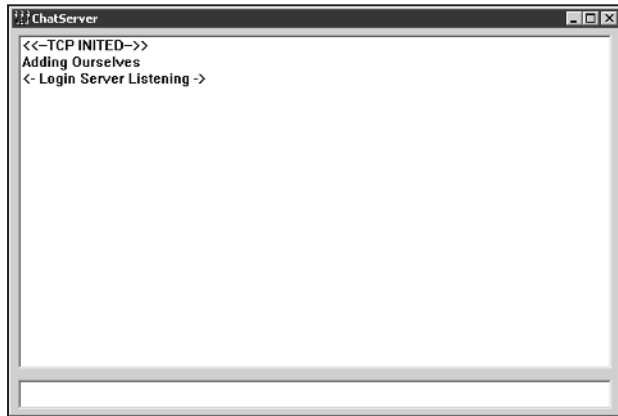 ChatServer
<<-TCP INITED->>
Adding Ourselves
<- Login Server Listening ->